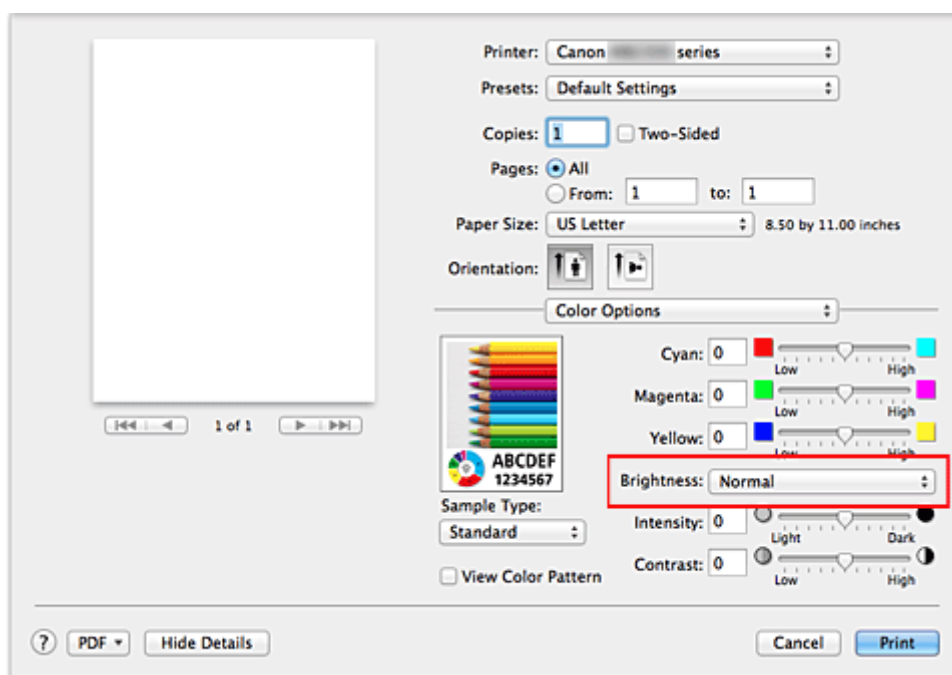 Printer: Canon series
Presets: Default Settings
Copies: 1 Two-Sided
Pages: All
From: 1 to: 1
Paper Size: US Letter 8.50 by 11.00 inches
Orientation:
Color Options
Cyan: 0
Low High
Magenta: 0
Low High
Yellow: 0
Low High
Brightness: Normal
Intensity: 0
Light Dark
Contrast: 0
Low High
ABCDEF
1234567
Sample Type:
Standard
View Color Pattern
1 of 1
? PDF Hide Details Cancel Print